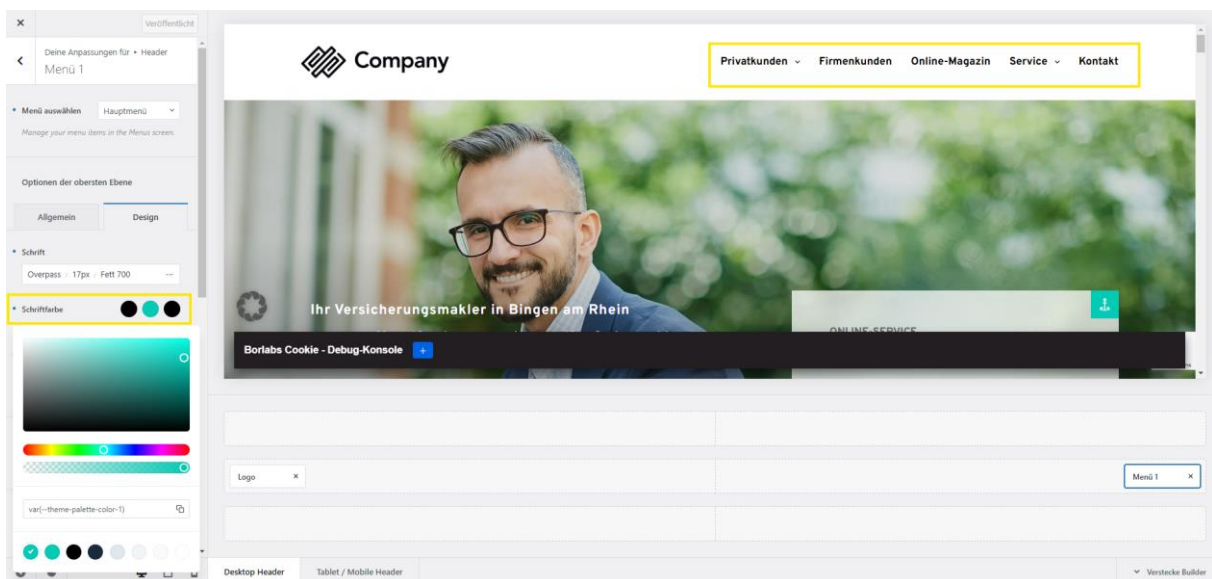 Veröffentlicht
Deine Anpassungen für • Header
Menü 1
Menü auswählen
Hauptmenü
Manage your menu items in the Menus screen.
Optionen der obersten Ebene
Allgemein
Design
Schrift
Overpass / 17px / Fett 700
Schriftfarbe
var(--theme-palette-color-1)
Company
Privatkunden
Firmenkunden
Online-Magazin
Service
Kontakt
Ihr Versicherungsmakler in Bingen am Rhein
ONLINE-SERVICE
Borlabs Cookie - Debug-Konsole +
Logo ×
Menü 1 ×
Desktop Header
Tablet / Mobile Header
Verstecke Builder